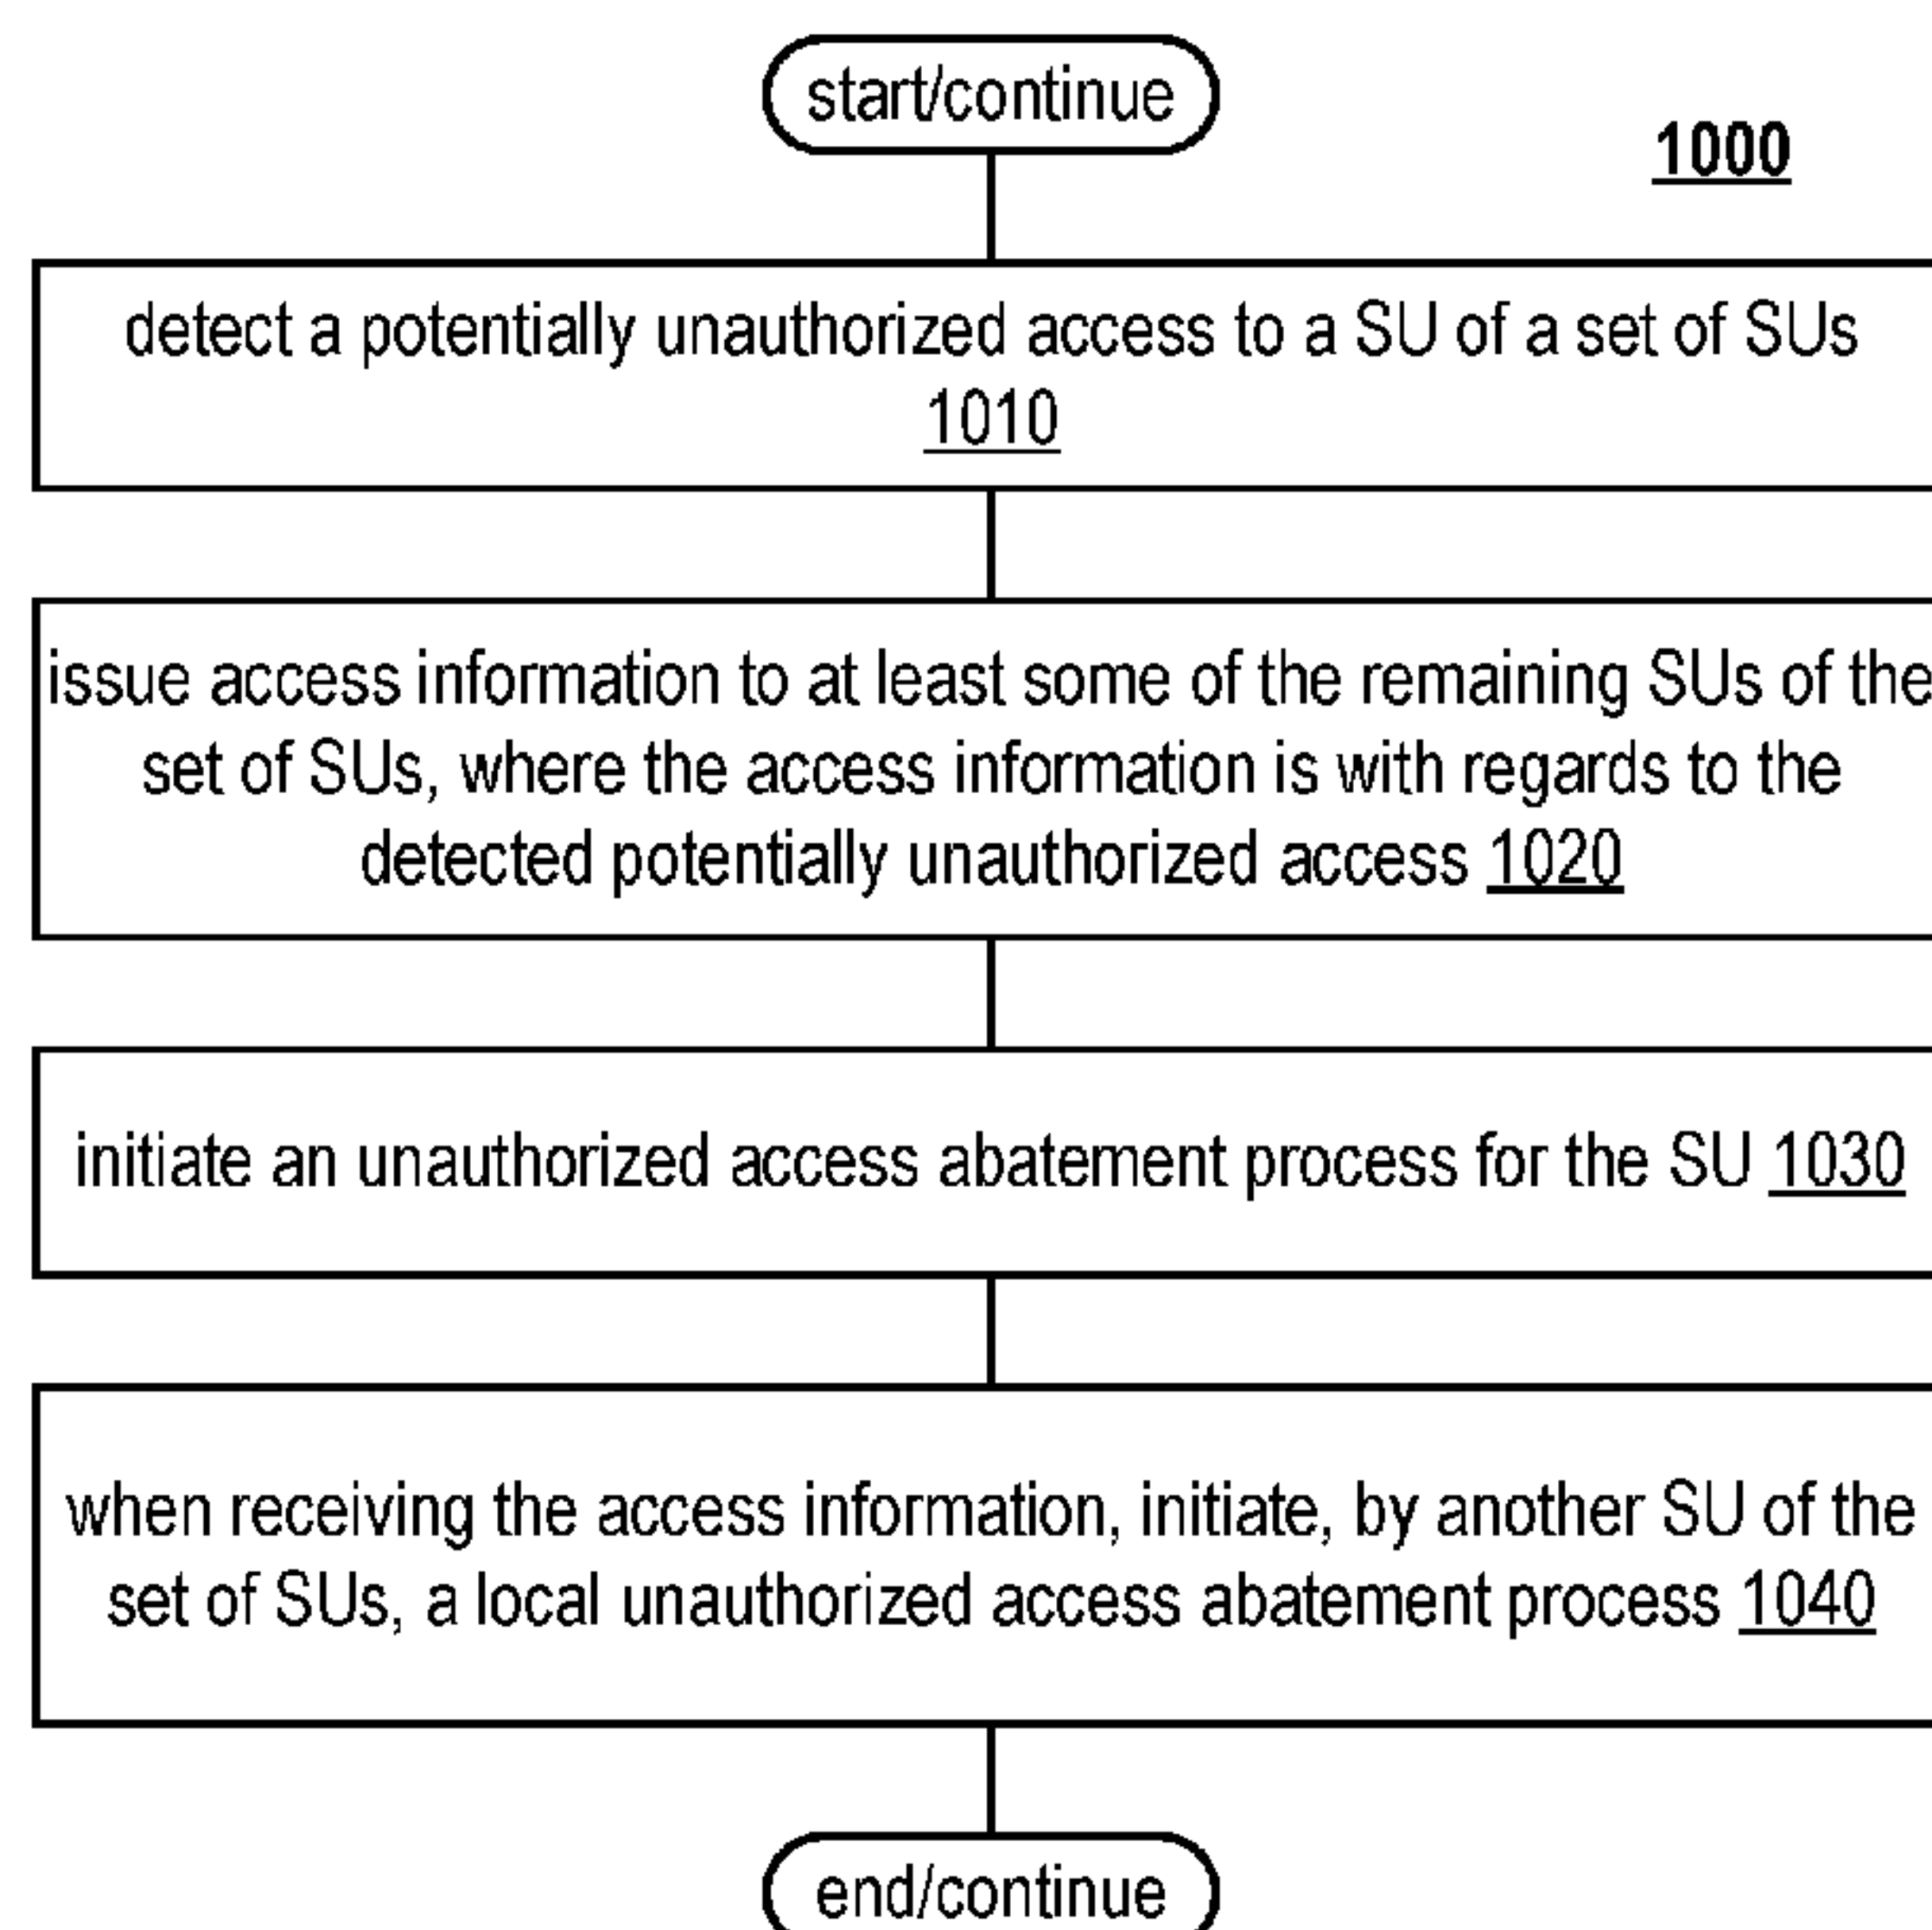 start/continue
1000
detect a potentially unauthorized access to a SU of a set of SUs
1010
issue access information to at least some of the remaining SUs of the
set of SUs, where the access information is with regards to the
detected potentially unauthorized access 1020
initiate an unauthorized access abatement process for the SU 1030
when receiving the access information, initiate, by another SU of the
set of SUs, a local unauthorized access abatement process 1040
end/continue